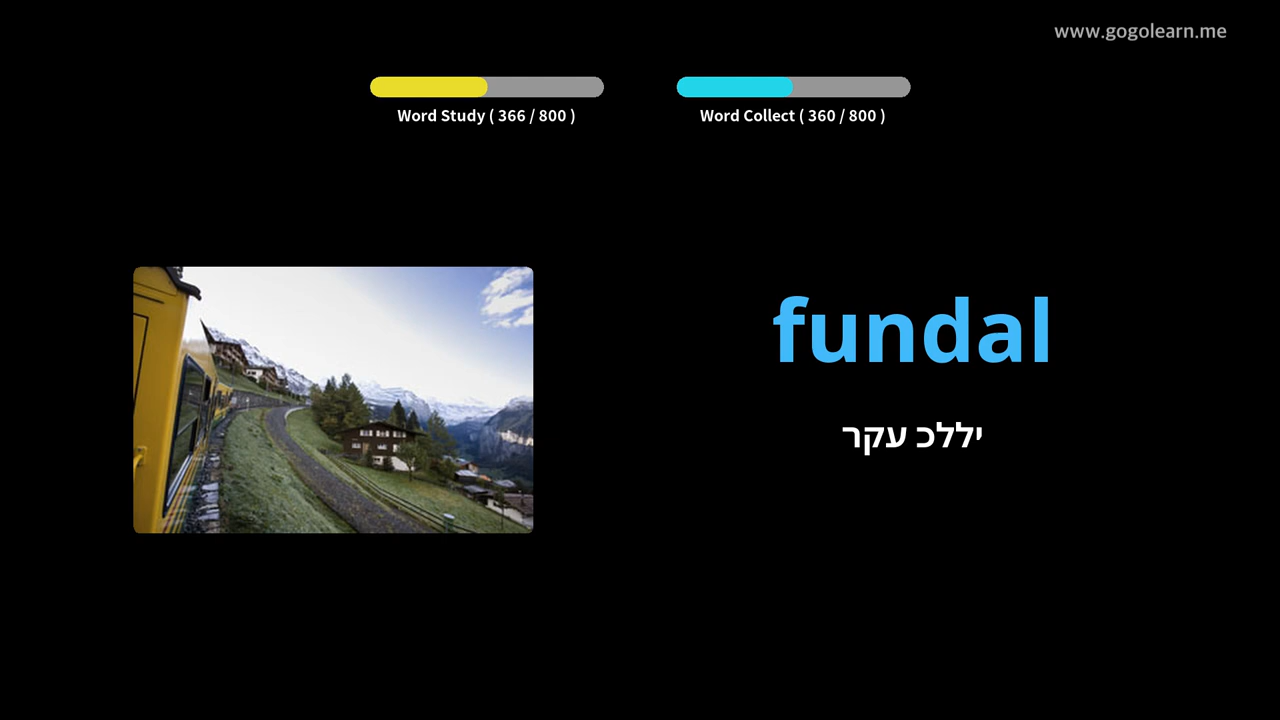 www.gogolearn.me
Word Study ( 366 / 800 )
Word Collect ( 360 / 800 )
fundal
יללכ עקר